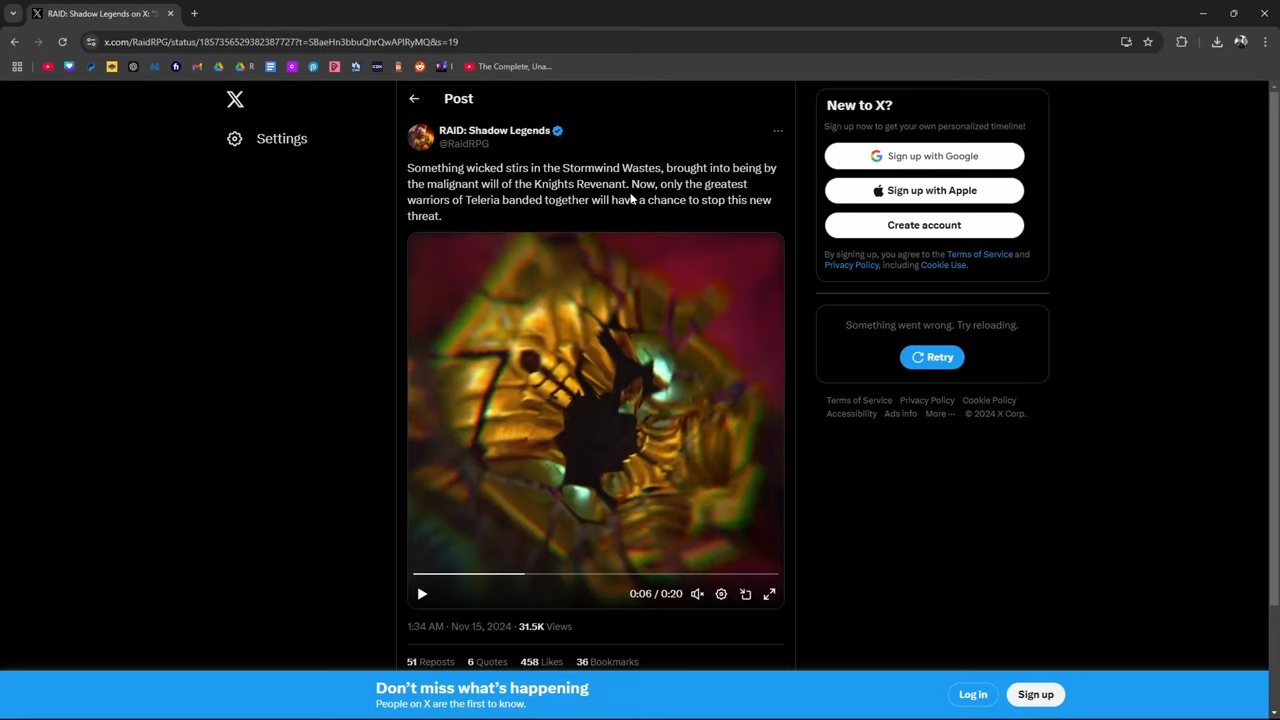 RAID: Shadow Legends on X: "S
x.com/RaidRPG/status/1857356529382387727?t=SBaeHn3bbuQhrQwAPlRyMQ&s=19
The Complete, Una...
Post
Settings
RAID: Shadow Legends
@RaidRPG
Something wicked stirs in the Stormwind Wastes, brought into being by
the malignant will of the Knights Revenant. Now, only the greatest
warriors of Teleria banded together will have a chance to stop this new
threat.
0:06 / 0:20
1:34 AM · Nov 15, 2024 · 31.5K Views
51 Reposts 6 Quotes 458 Likes 36 Bookmarks
New to X?
Sign up now to get your own personalized timeline!
Sign up with Google
Sign up with Apple
Create account
By signing up, you agree to the Terms of Service and
Privacy Policy, including Cookie Use.
Something went wrong. Try reloading.
Retry
Terms of Service Privacy Policy Cookie Policy
Accessibility Ads info More ··· © 2024 X Corp.
Don't miss what's happening
People on X are the first to know.
Log in
Sign up